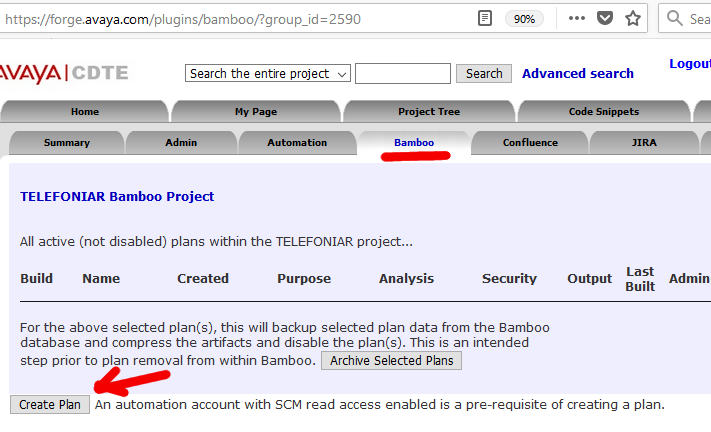 https://forge.avaya.com/plugins/bamboo/?group_id=2590
90%
Sea
AVAYA | CDTE
Search the entire project
Search
Advanced search
Logout
Home
My Page
Project Tree
Code Snippets
Summary
Admin
Automation
Bamboo
Confluence
JIRA
TELEFONIAR Bamboo Project
All active (not disabled) plans within the TELEFONIAR project...
Build Name Created Purpose Analysis Security Output Last Built Admin
For the above selected plan(s), this will backup selected plan data from the Bamboo
database and compress the artifacts and disable the plan(s). This is an intended
step prior to plan removal from within Bamboo. Archive Selected Plans
Create Plan An automation account with SCM read access enabled is a pre-requisite of creating a plan.